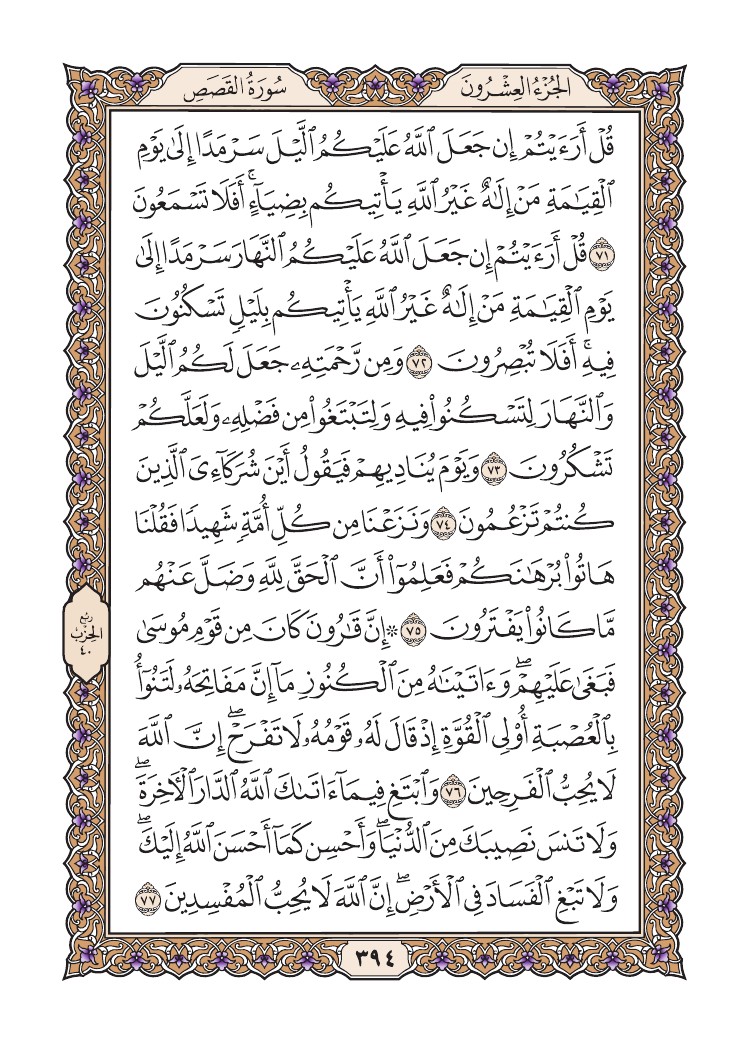 الجُزْءُ العِشْرُونَ
سُورَةُ القَصَصِ
قُلْ أَرَءَيْتُمْ إِن جَعَلَ ٱللَّهُ عَلَيْكُمُ ٱلَّيْلَ سَرْمَدًا إِلَىٰ يَوْمِ
ٱلْقِيَٰمَةِ مَنْ إِلَٰهٌ غَيْرُ ٱللَّهِ يَأْتِيكُم بِضِيَآءٍ ۚ أَفَلَا تَسْمَعُونَ
٧١ قُلْ أَرَءَيْتُمْ إِن جَعَلَ ٱللَّهُ عَلَيْكُمُ ٱلنَّهَارَ سَرْمَدًا إِلَىٰ
يَوْمِ ٱلْقِيَٰمَةِ مَنْ إِلَٰهٌ غَيْرُ ٱللَّهِ يَأْتِيكُم بِلَيْلٍ تَسْكُنُونَ
فِيهِ ۚ أَفَلَا تُبْصِرُونَ ٧٢ وَمِن رَّحْمَتِهِۦ جَعَلَ لَكُمُ ٱلَّيْلَ
وَٱلنَّهَارَ لِتَسْكُنُوا۟ فِيهِ وَلِتَبْتَغُوا۟ مِن فَضْلِهِۦ وَلَعَلَّكُمْ
تَشْكُرُونَ ٧٣ وَيَوْمَ يُنَادِيهِمْ فَيَقُولُ أَيْنَ شُرَكَآءِىَ ٱلَّذِينَ
كُنتُمْ تَزْعُمُونَ ٧٤ وَنَزَعْنَا مِن كُلِّ أُمَّةٍ شَهِيدًا فَقُلْنَا
هَاتُوا۟ بُرْهَٰنَكُمْ فَعَلِمُوٓا۟ أَنَّ ٱلْحَقَّ لِلَّهِ وَضَلَّ عَنْهُم
مَّا كَانُوا۟ يَفْتَرُونَ ٧٥ ۞ إِنَّ قَٰرُونَ كَانَ مِن قَوْمِ مُوسَىٰ
فَبَغَىٰ عَلَيْهِمْ ۖ وَءَاتَيْنَٰهُ مِنَ ٱلْكُنُوزِ مَآ إِنَّ مَفَاتِحَهُۥ لَتَنُوٓأُ
بِٱلْعُصْبَةِ أُو۟لِى ٱلْقُوَّةِ إِذْ قَالَ لَهُۥ قَوْمُهُۥ لَا تَفْرَحْ ۖ إِنَّ ٱللَّهَ
لَا يُحِبُّ ٱلْفَرِحِينَ ٧٦ وَٱبْتَغِ فِيمَآ ءَاتَىٰكَ ٱللَّهُ ٱلدَّارَ ٱلْءَاخِرَةَ ۖ
وَلَا تَنسَ نَصِيبَكَ مِنَ ٱلدُّنْيَا ۖ وَأَحْسِن كَمَآ أَحْسَنَ ٱللَّهُ إِلَيْكَ ۖ
وَلَا تَبْغِ ٱلْفَسَادَ فِى ٱلْأَرْضِ ۖ إِنَّ ٱللَّهَ لَا يُحِبُّ ٱلْمُفْسِدِينَ ٧٧
رُبع
الحِزْب
٤٠
٣٩٤